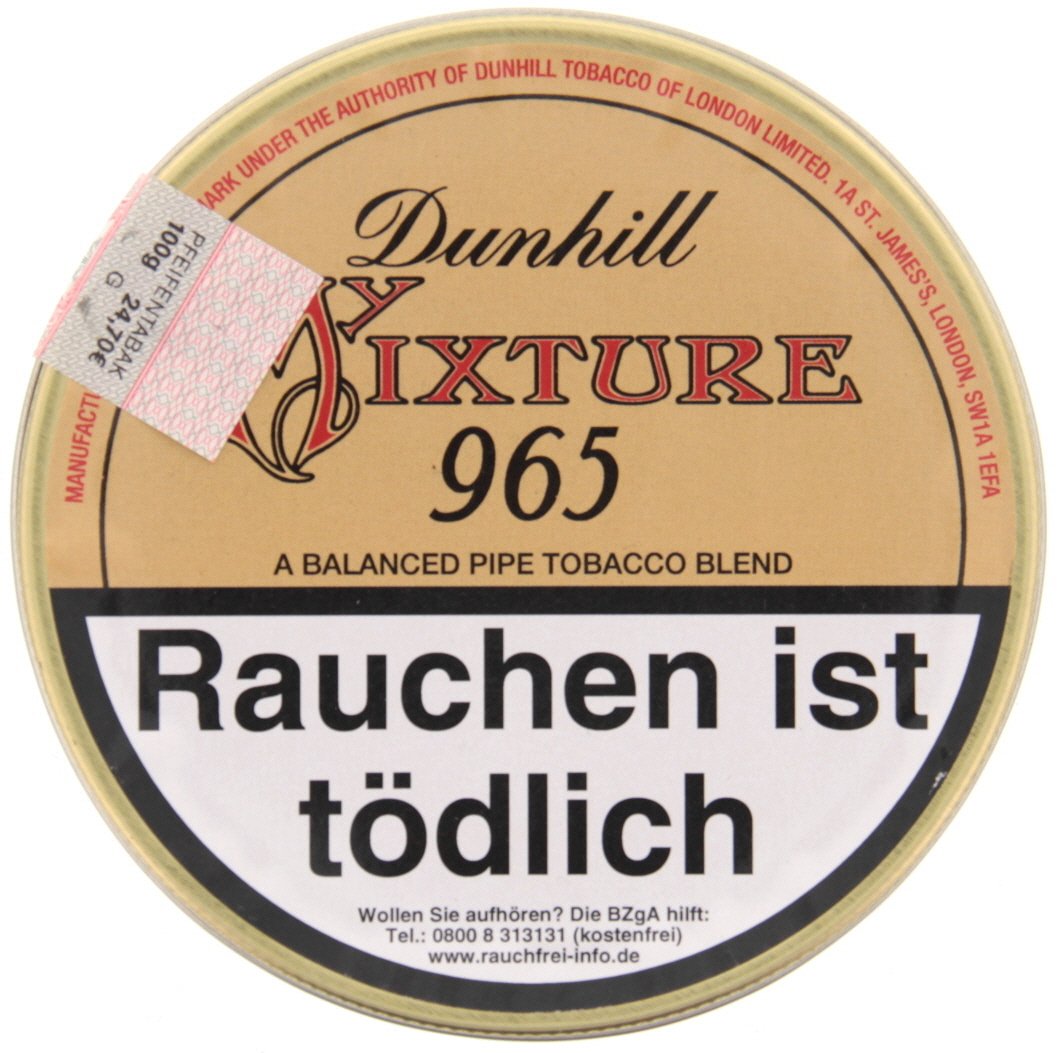 MANUFACTU
ARK UNDER THE AUTHORITY OF DUNHILL TOBACCO OF LONDON LIMITED. 1A ST. JAMES'S, LONDON, SW1A 1EFA
PFEIFENTABAK
100g 24,70€
G
Dunhill
MY
MIXTURE
965
A BALANCED PIPE TOBACCO BLEND
Rauchen ist
tödlich
Wollen Sie aufhören? Die BZgA hilft:
Tel.: 0800 8 313131 (kostenfrei)
www.rauchfrei-info.de